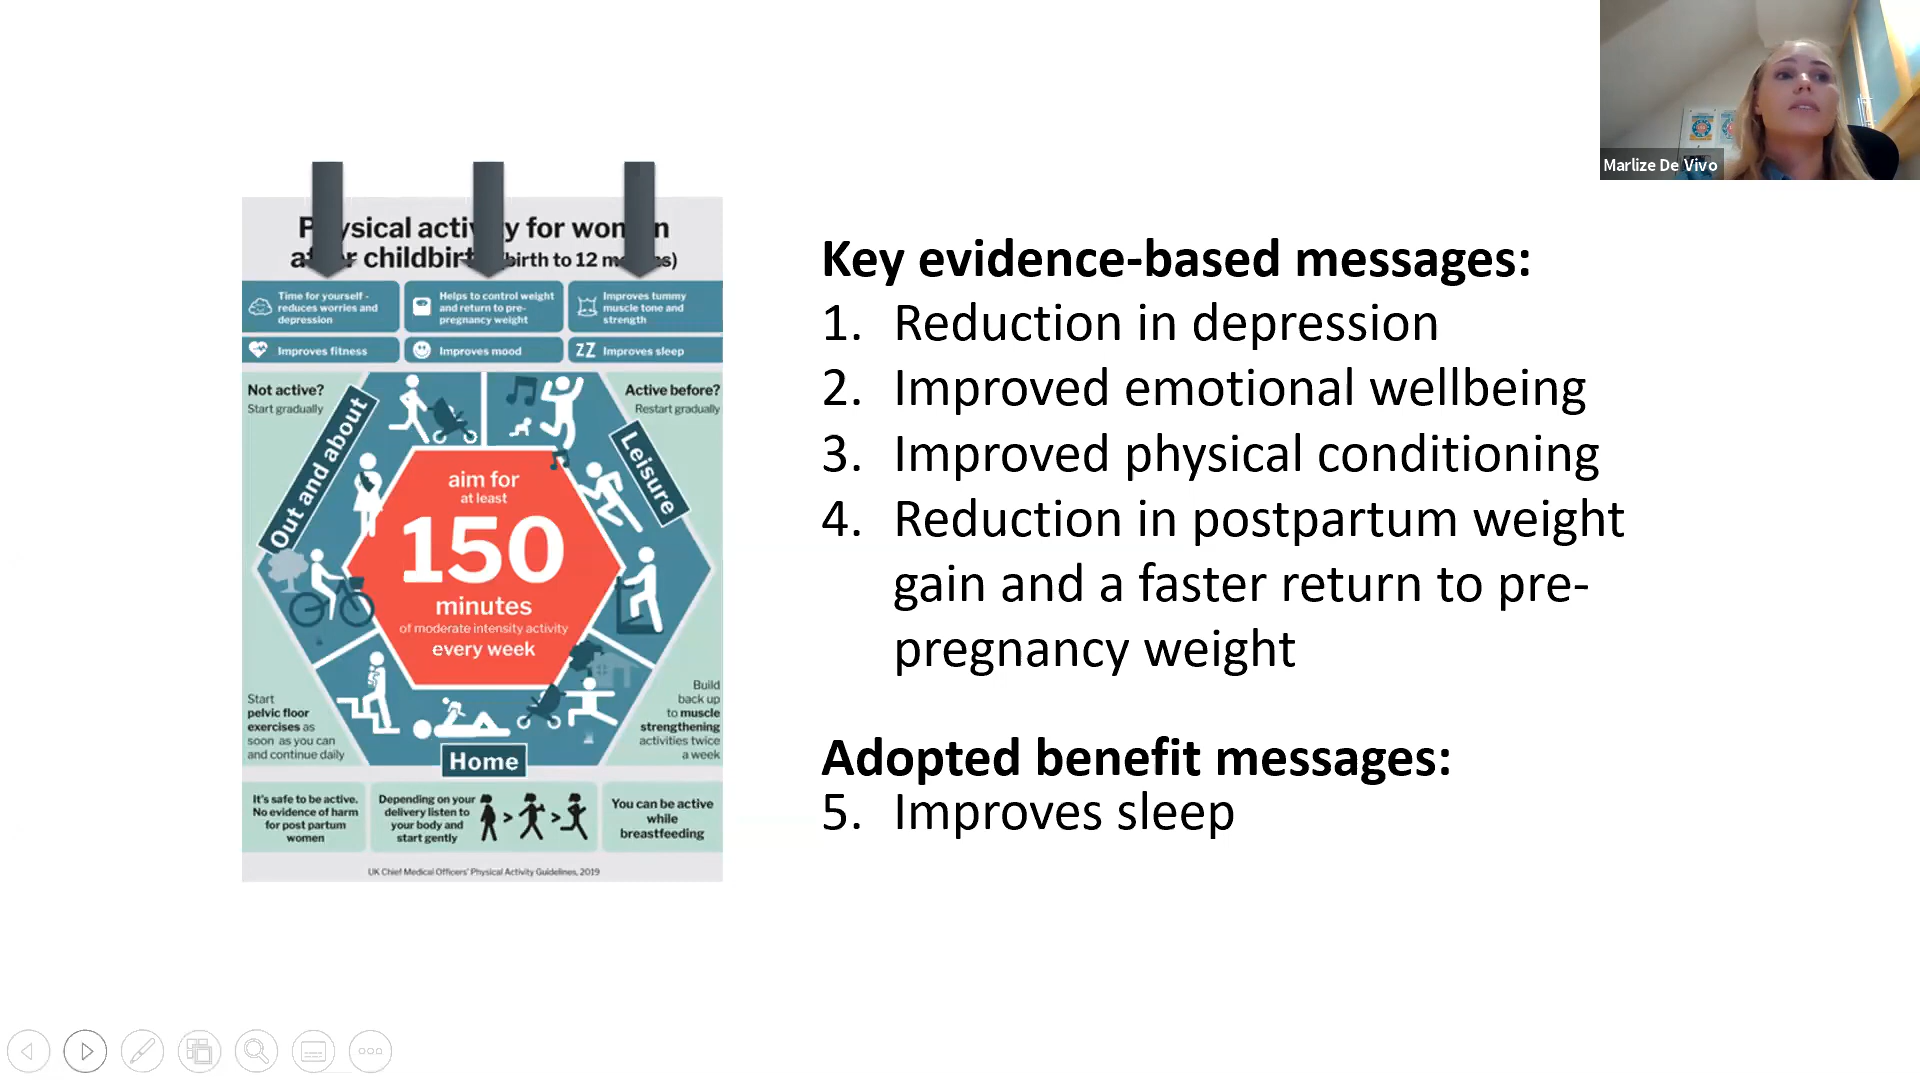 Marlize De Vivo
Physical activity for women
after childbirth (birth to 12 months)
Time for yourself -
reduces worries and
depression
Helps to control weight
and return to pre-
pregnancy weight
Improves tummy
muscle tone and
strength
Improves fitness
Improves mood
ZZ Improves sleep
Not active?
Start gradually
Active before?
Restart gradually
Out and about
Leisure
aim for
at least
150
minutes
of moderate intensity activity
every week
Start
pelvic floor
exercises as
soon as you can
and continue daily
Build
back up
to muscle
strengthening
activities twice
a week
Home
It's safe to be active.
No evidence of harm
for post partum
women
Depending on your
delivery listen to
your body and
start gently
> >
You can be active
while
breastfeeding
UK Chief Medical Officers' Physical Activity Guidelines, 2019
Key evidence-based messages:
1. Reduction in depression
2. Improved emotional wellbeing
3. Improved physical conditioning
4. Reduction in postpartum weight
gain and a faster return to pre-
pregnancy weight
Adopted benefit messages:
5. Improves sleep